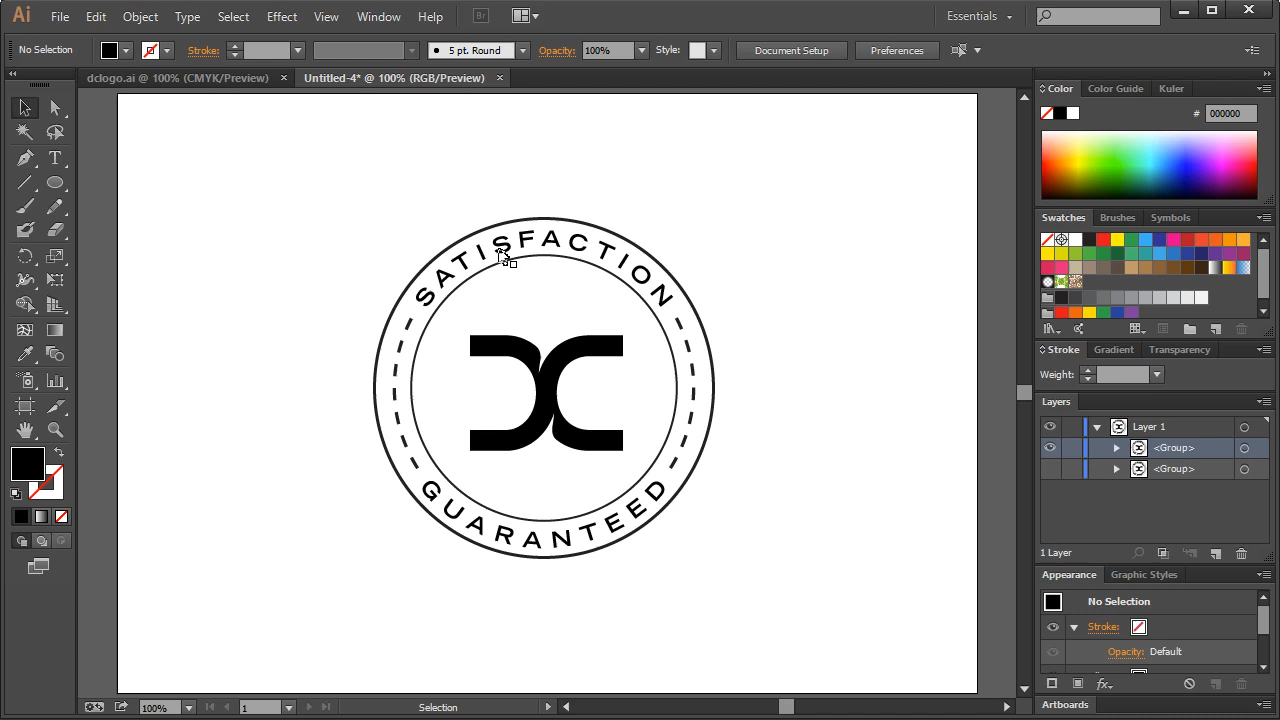 Ai File Edit Object Type Select Effect View Window Help Br Essentials
No Selection Stroke: 5 pt. Round Opacity: 100% Style: Document Setup Preferences
dclogo.ai @ 100% (CMYK/Preview) Untitled-4* @ 100% (RGB/Preview)
Color Color Guide Kuler
# 000000
Swatches Brushes Symbols
SATISFACTION
GUARANTEED
Stroke Gradient Transparency
Weight:
Layers
Layer 1
<Group>
<Group>
1 Layer
Appearance Graphic Styles
No Selection
Stroke:
Opacity: Default
Artboards
100% 1 Selection